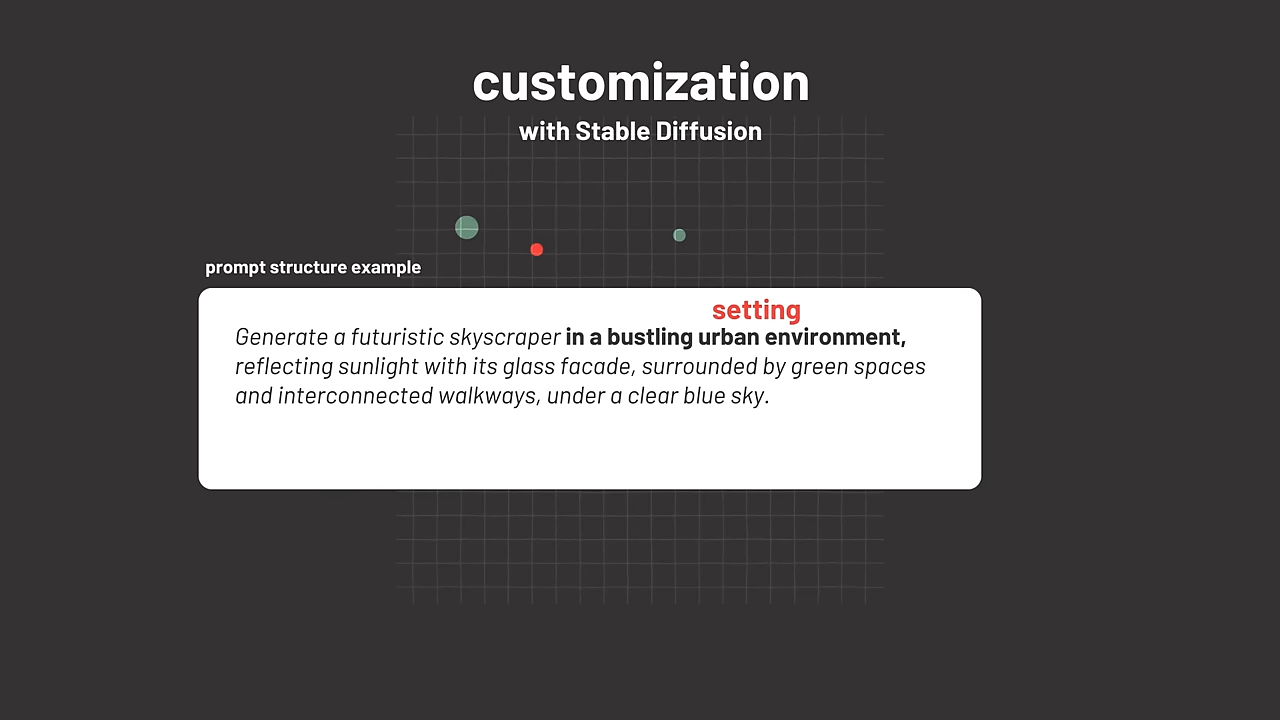 customization
with Stable Diffusion
prompt structure example
setting
Generate a futuristic skyscraper in a bustling urban environment,
reflecting sunlight with its glass facade, surrounded by green spaces
and interconnected walkways, under a clear blue sky.